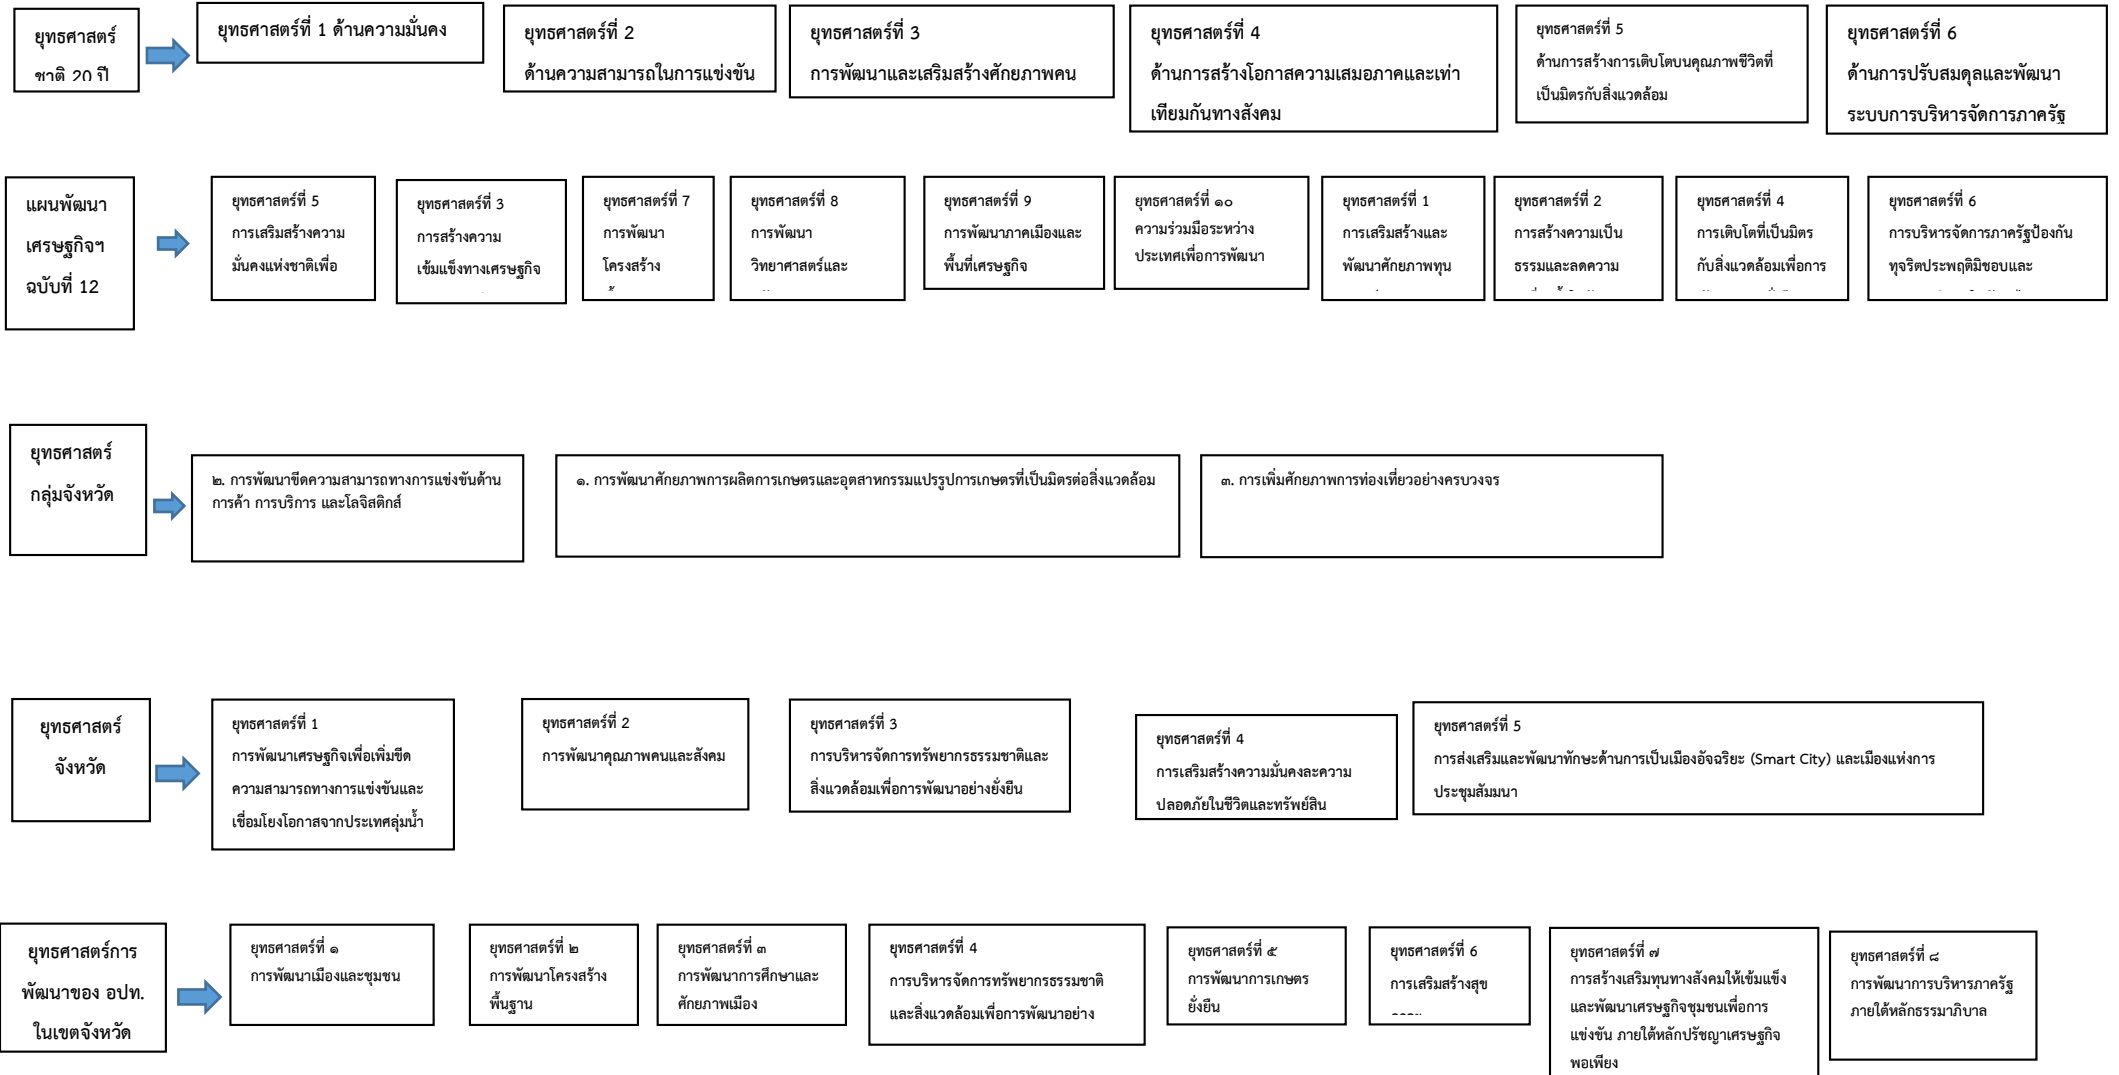 ยุทธศาสตร์
ชาติ 20 ปี
ยุทธศาสตร์ที่ 1 ด้านความมั่นคง
ยุทธศาสตร์ที่ 2
ด้านความสามารถในการแข่งขัน
ยุทธศาสตร์ที่ 3
การพัฒนาและเสริมสร้างศักยภาพคน
ยุทธศาสตร์ที่ 4
ด้านการสร้างโอกาสความเสมอภาคและเท่า
เทียมกันทางสังคม
ยุทธศาสตร์ที่ 5
ด้านการสร้างการเติบโตบนคุณภาพชีวิตที่
เป็นมิตรกับสิ่งแวดล้อม
ยุทธศาสตร์ที่ 6
ด้านการปรับสมดุลและพัฒนา
ระบบการบริหารจัดการภาครัฐ
แผนพัฒนา
เศรษฐกิจฯ
ฉบับที่ 12
ยุทธศาสตร์ที่ 5
การเสริมสร้างความ
มั่นคงแห่งชาติเพื่อ
ยุทธศาสตร์ที่ 3
การสร้างความ
เข้มแข็งทางเศรษฐกิจ
ยุทธศาสตร์ที่ 7
การพัฒนา
โครงสร้าง
ยุทธศาสตร์ที่ 8
การพัฒนา
วิทยาศาสตร์และ
ยุทธศาสตร์ที่ 9
การพัฒนาภาคเมืองและ
พื้นที่เศรษฐกิจ
ยุทธศาสตร์ที่ ๑๐
ความร่วมมือระหว่าง
ประเทศเพื่อการพัฒนา
ยุทธศาสตร์ที่ 1
การเสริมสร้างและ
พัฒนาศักยภาพทุน
ยุทธศาสตร์ที่ 2
การสร้างความเป็น
ธรรมและลดความ
ยุทธศาสตร์ที่ 4
การเติบโตที่เป็นมิตร
กับสิ่งแวดล้อมเพื่อการ
ยุทธศาสตร์ที่ 6
การบริหารจัดการภาครัฐป้องกัน
ทุจริตประพฤติมิชอบและ
ยุทธศาสตร์
กลุ่มจังหวัด
๒. การพัฒนาขีดความสามารถทางการแข่งขันด้าน
การค้า การบริการ และโลจิสติกส์
๑. การพัฒนาศักยภาพการผลิตการเกษตรและอุตสาหกรรมแปรรูปการเกษตรที่เป็นมิตรต่อสิ่งแวดล้อม
๓. การเพิ่มศักยภาพการท่องเที่ยวอย่างครบวงจร
ยุทธศาสตร์
จังหวัด
ยุทธศาสตร์ที่ 1
การพัฒนาเศรษฐกิจเพื่อเพิ่มขีด
ความสามารถทางการแข่งขันและ
เชื่อมโยงโอกาสจากประเทศลุ่มน้ำ
ยุทธศาสตร์ที่ 2
การพัฒนาคุณภาพคนและสังคม
ยุทธศาสตร์ที่ 3
การบริหารจัดการทรัพยากรธรรมชาติและ
สิ่งแวดล้อมเพื่อการพัฒนาอย่างยั่งยืน
ยุทธศาสตร์ที่ 4
การเสริมสร้างความมั่นคงละความ
ปลอดภัยในชีวิตและทรัพย์สิน
ยุทธศาสตร์ที่ 5
การส่งเสริมและพัฒนาทักษะด้านการเป็นเมืองอัจฉริยะ (Smart City) และเมืองแห่งการ
ประชุมสัมมนา
ยุทธศาสตร์การ
พัฒนาของ อปท.
ในเขตจังหวัด
ยุทธศาสตร์ที่ ๑
การพัฒนาเมืองและชุมชน
ยุทธศาสตร์ที่ ๒
การพัฒนาโครงสร้าง
พื้นฐาน
ยุทธศาสตร์ที่ ๓
การพัฒนาการศึกษาและ
ศักยภาพเมือง
ยุทธศาสตร์ที่ 4
การบริหารจัดการทรัพยากรธรรมชาติ
และสิ่งแวดล้อมเพื่อการพัฒนาอย่าง
ยุทธศาสตร์ที่ ๕
การพัฒนาการเกษตร
ยั่งยืน
ยุทธศาสตร์ที่ 6
การเสริมสร้างสุข
ยุทธศาสตร์ที่ ๗
การสร้างเสริมทุนทางสังคมให้เข้มแข็ง
และพัฒนาเศรษฐกิจชุมชนเพื่อการ
แข่งขัน ภายใต้หลักปรัชญาเศรษฐกิจ
พอเพียง
ยุทธศาสตร์ที่ ๘
การพัฒนาการบริหารภาครัฐ
ภายใต้หลักธรรมาภิบาล